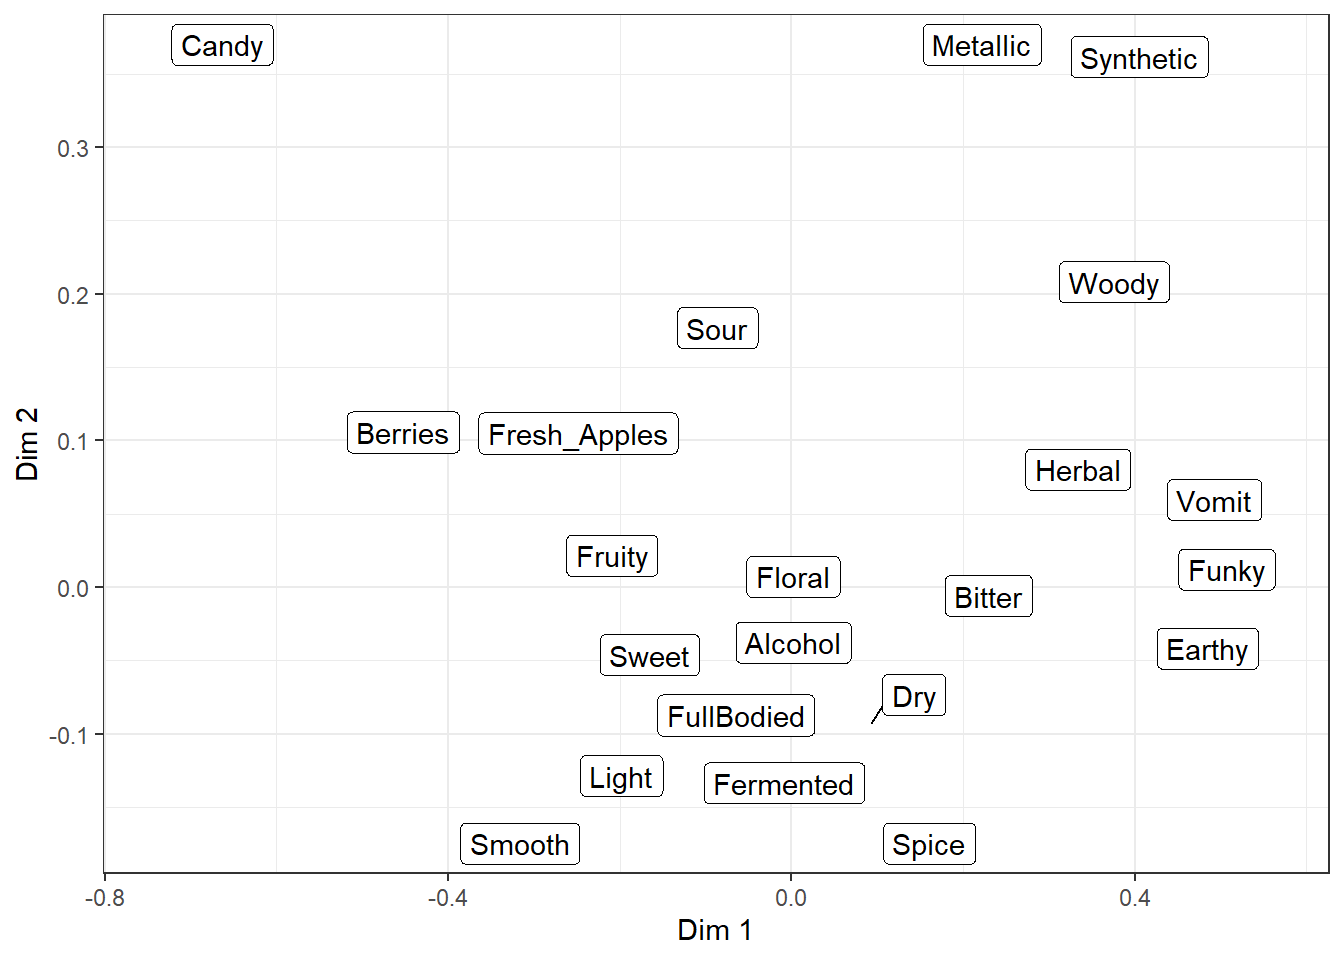 Candy
Metallic
Synthetic
0.3
Woody
0.2
Sour
Berries
Fresh_Apples
0.1
Herbal
Vomit
Fruity
Floral
Funky
0.0
Bitter
Alcohol
Earthy
Sweet
Dry
FullBodied
-0.1
Light
Fermented
Smooth
Spice
-0.8
-0.4
0.0
0.4
Dim 1
Dim 2